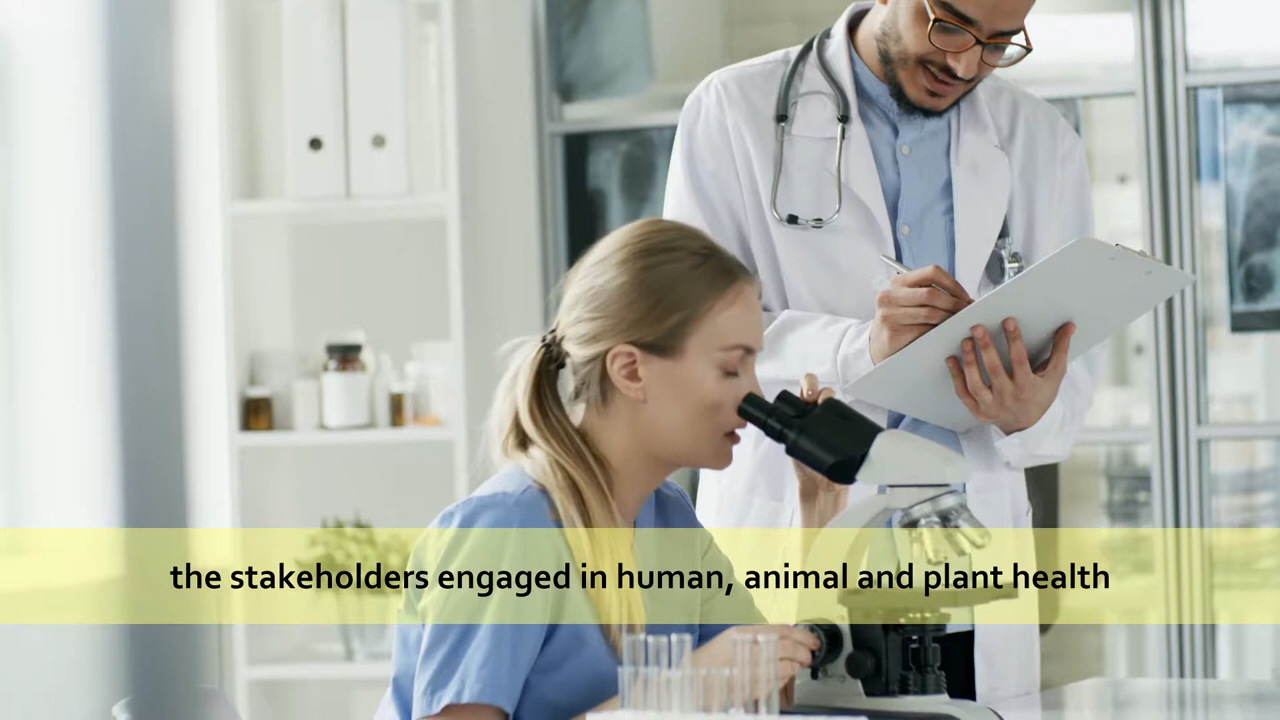 the stakeholders engaged in human, animal and plant health